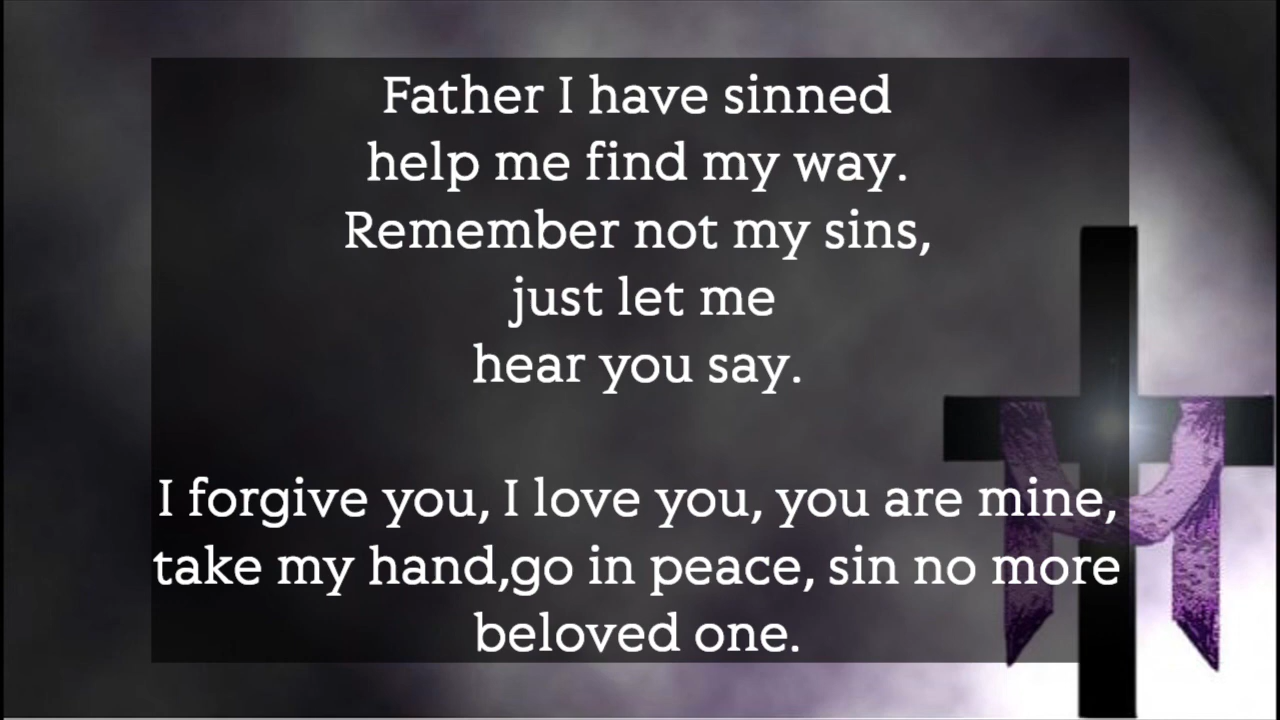 Father I have sinned
help me find my way.
Remember not my sins,
just let me
hear you say.
I forgive you, I love you, you are mine,
take my hand,go in peace, sin no more
beloved one.